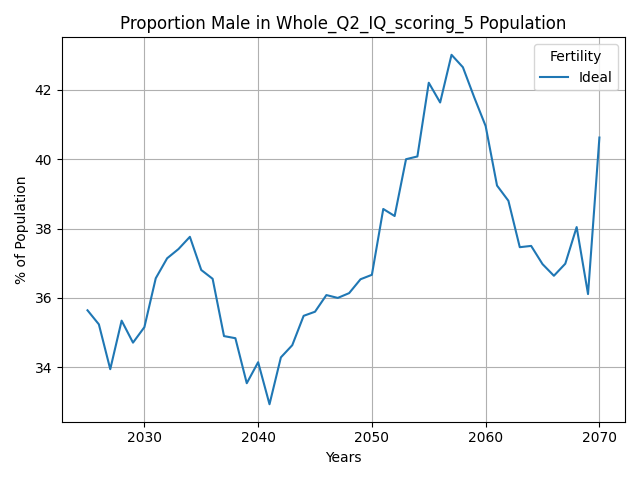 Proportion Male in Whole_Q2_IQ_scoring_5 Population
Fertility
Ideal
% of Population
42
40
38
36
34
2030 2040 2050 2060 2070
Years